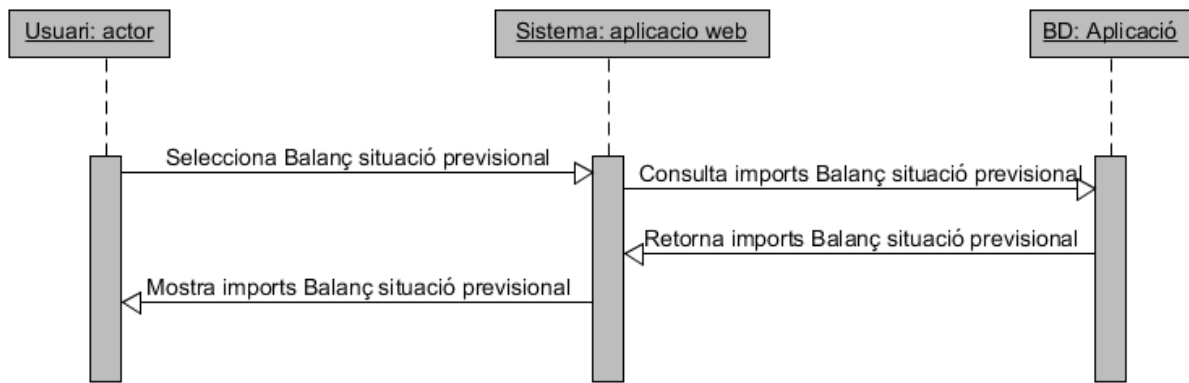 Usuari: actor
Sistema: aplicacio web
BD: Aplicació
Selecciona Balanç situació previsional
Consulta imports Balanç situació previsional
Retorna imports Balanç situació previsional
Mostra imports Balanç situació previsional